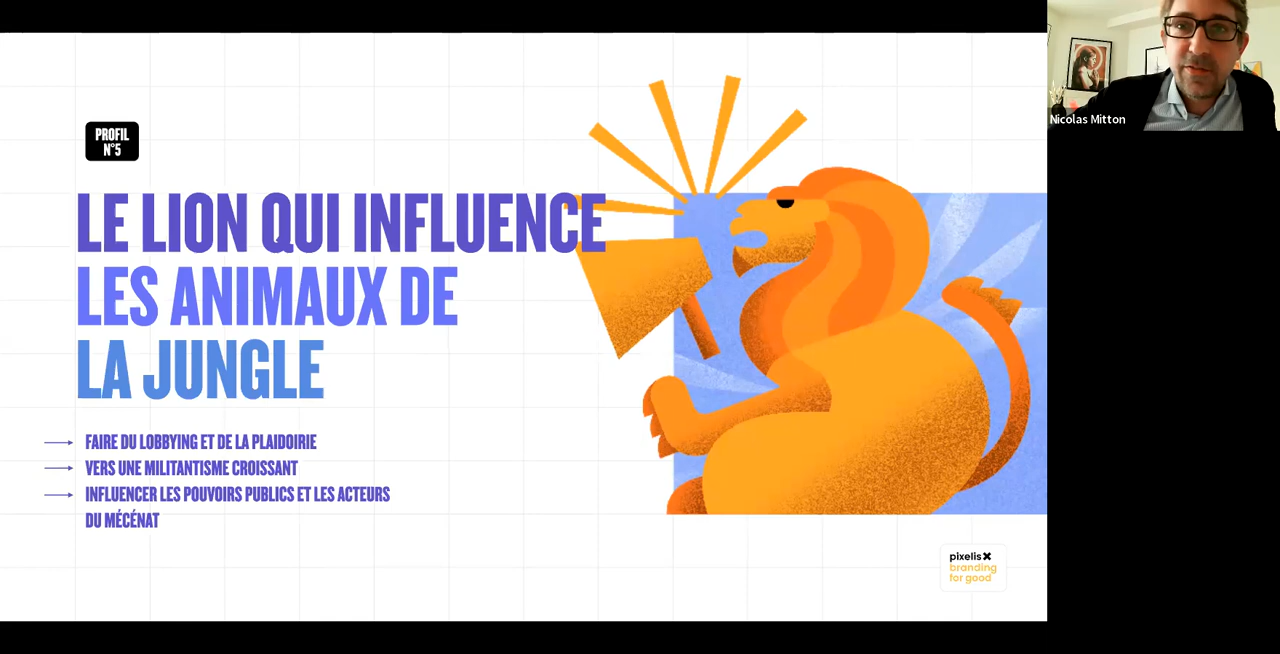 PROFIL
N°5
LE LION QUI INFLUENCE
LES ANIMAUX DE
LA JUNGLE
FAIRE DU LOBBYING ET DE LA PLAIDOIRIE
VERS UNE MILITANTISME CROISSANT
INFLUENCER LES POUVOIRS PUBLICS ET LES ACTEURS
DU MÉCÉNAT
pixelis
branding
for good
Nicolas Mitton